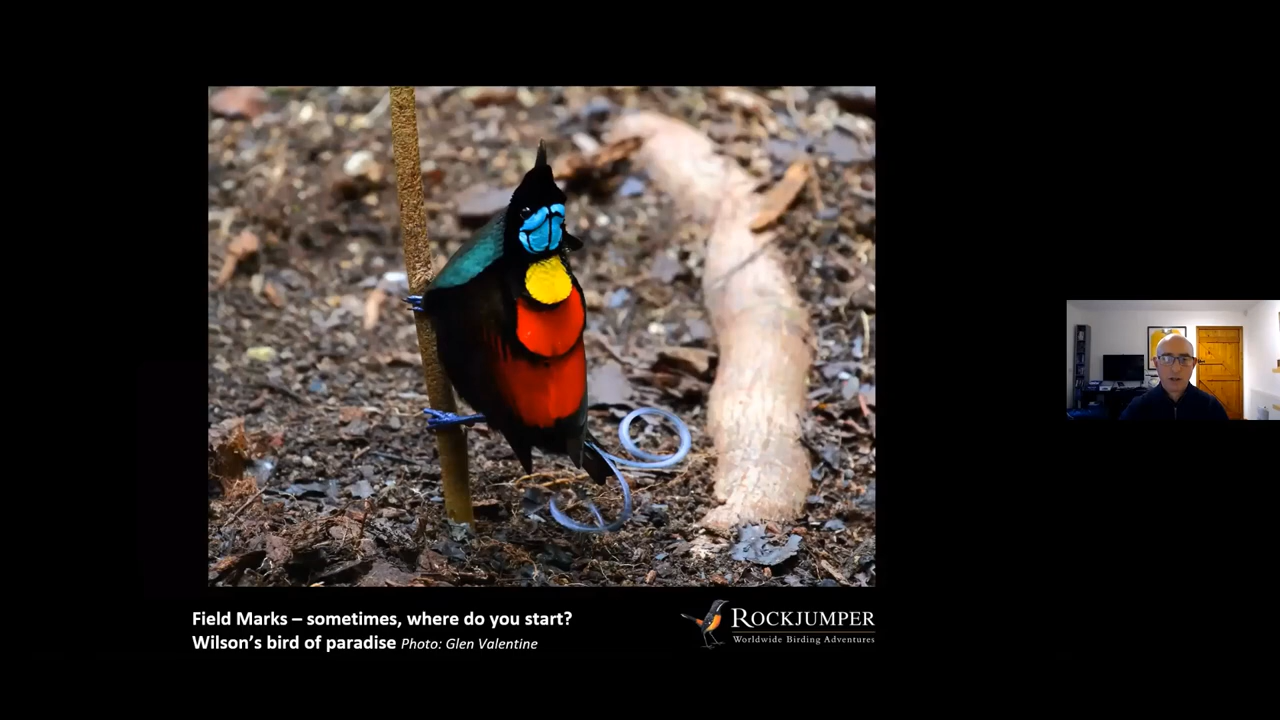 Field Marks – sometimes, where do you start?
Wilson's bird of paradise Photo: Glen Valentine
ROCKJUMPER
Worldwide Birding Adventures